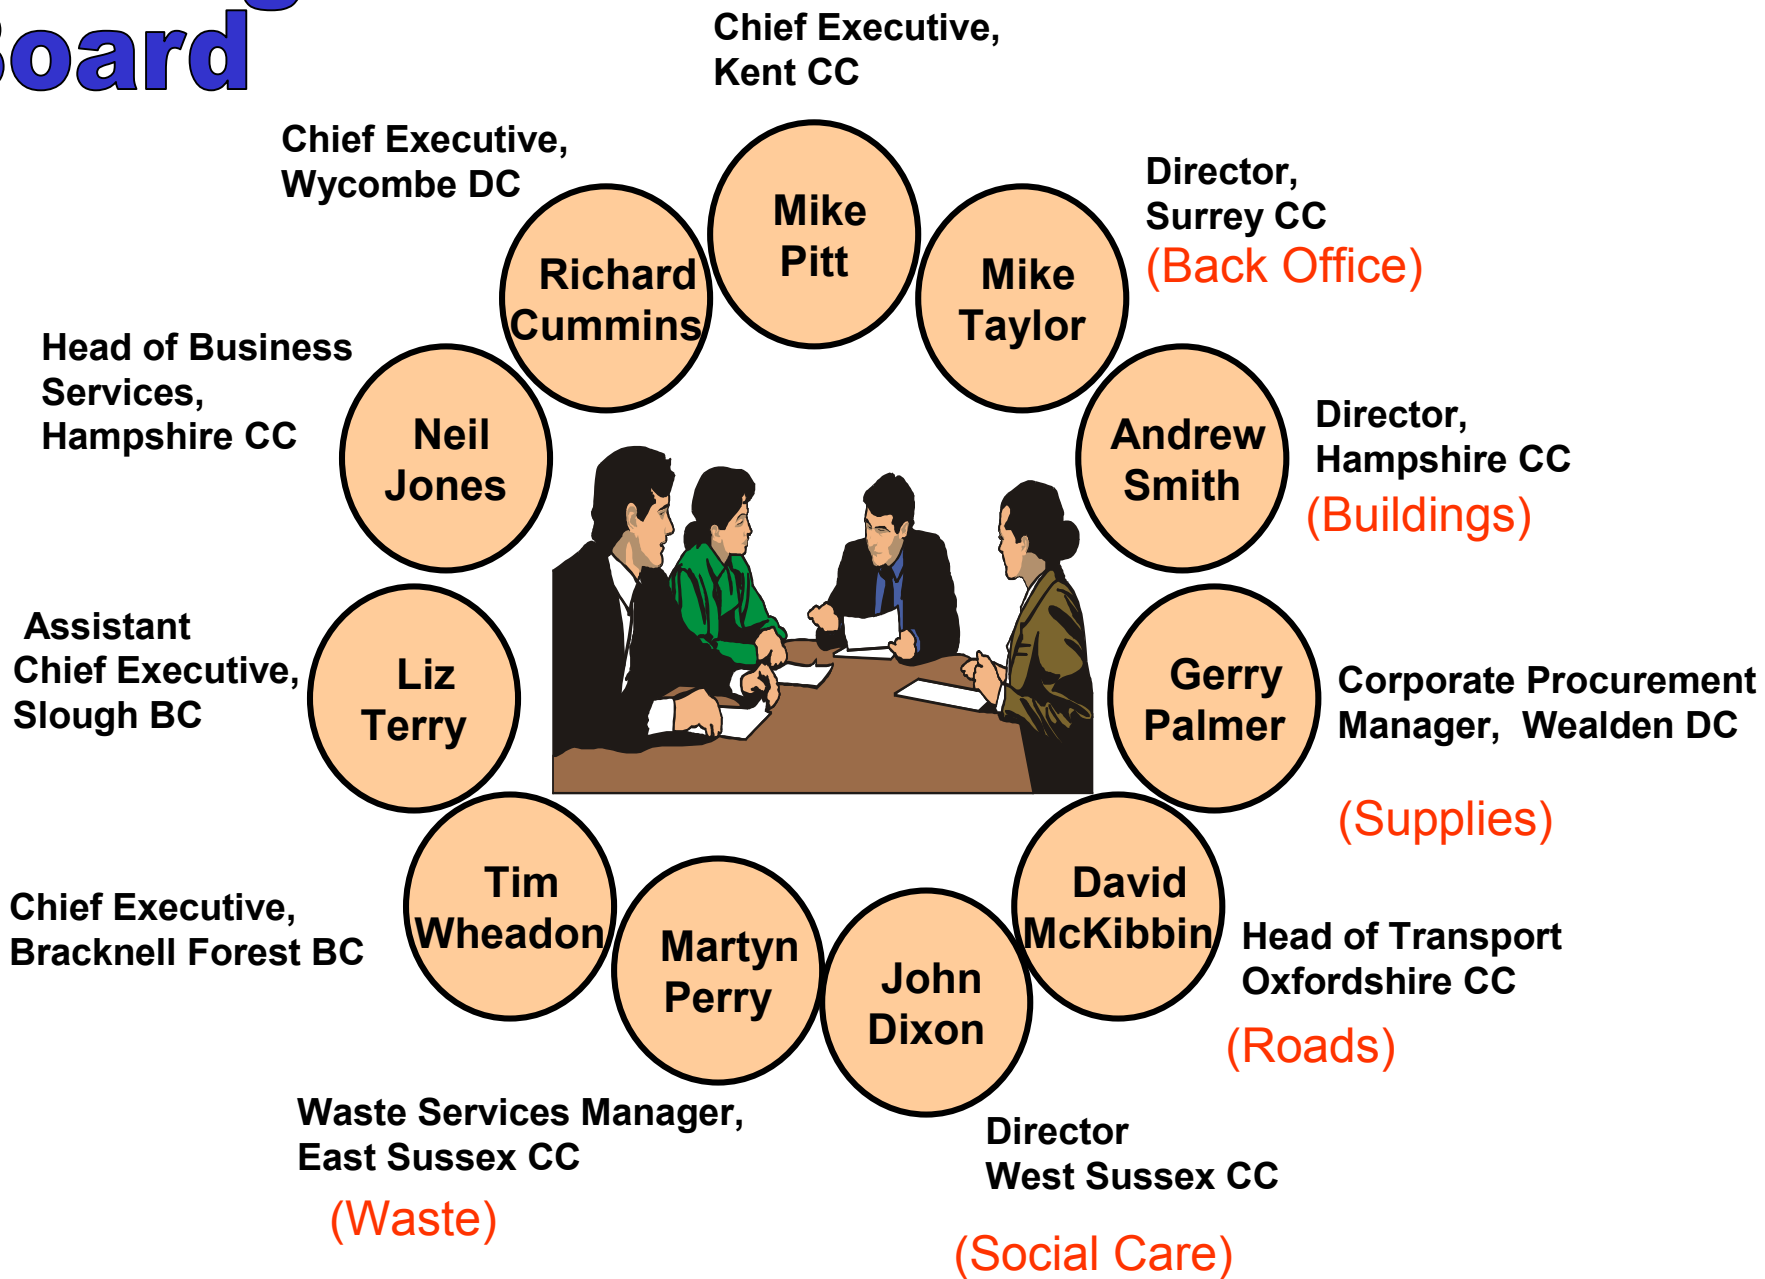 Board
Chief Executive,
Kent CC
Mike
Pitt
Director,
Surrey CC
(Back Office)
Mike
Taylor
Director,
Hampshire CC
(Buildings)
Andrew
Smith
Corporate Procurement
Manager,  Wealden DC
(Supplies)
Gerry
Palmer
Head of Transport
Oxfordshire CC
(Roads)
David
McKibbin
Director
West Sussex CC
(Social Care)
John
Dixon
Waste Services Manager,
East Sussex CC
(Waste)
Martyn
Perry
Chief Executive,
Bracknell Forest BC
Tim
Wheadon
Assistant
Chief Executive,
Slough BC
Liz
Terry
Head of Business
Services,
Hampshire CC
Neil
Jones
Chief Executive,
Wycombe DC
Richard
Cummins